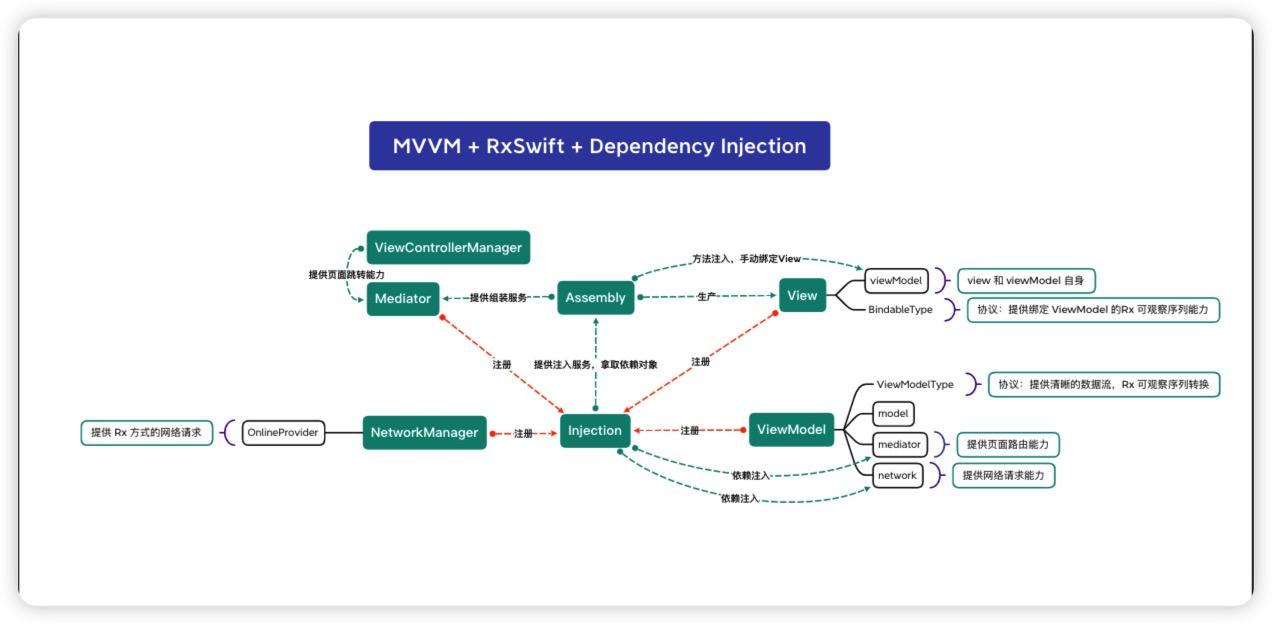 MVVM + RxSwift + Dependency Injection
ViewControllerManager
提供页面跳转能力
Mediator
提供组装服务
Assembly
方法注入，手动绑定View
生产
View
viewModel
view 和 viewModel 自身
BindableType
协议：提供绑定 ViewModel 的Rx 可观察序列能力
注册
提供注入服务，拿取依赖对象
注册
ViewModelType
协议：提供清晰的数据流，Rx 可观察序列转换
model
提供 Rx 方式的网络请求
OnlineProvider
NetworkManager
注册
Injection
注册
ViewModel
mediator
提供页面路由能力
依赖注入
network
提供网络请求能力
依赖注入